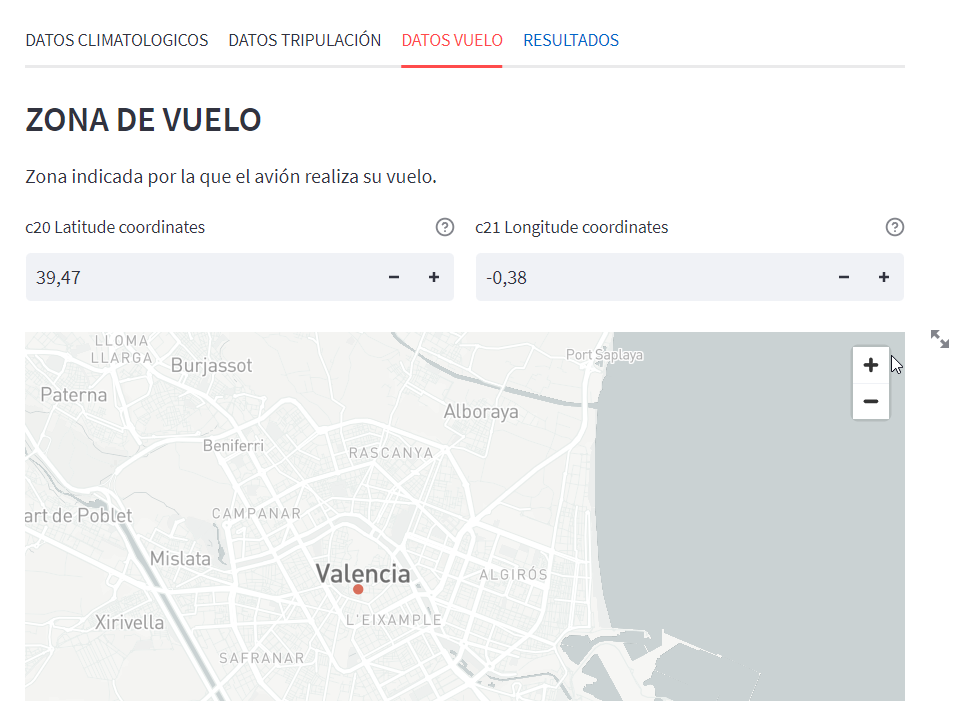 DATOS CLIMATOLOGICOS DATOS TRIPULACIÓN DATOS VUELO RESULTADOS
ZONA DE VUELO
Zona indicada por la que el avión realiza su vuelo.
c20 Latitude coordinates
c21 Longitude coordinates
39,47
-0,38
LLOMA
LLARGA
Port Saplaya
Burjassot
Paterna
Alboraya
Beniferri
RASCANYA
CAMPANAR
art de Poblet
Mislata
Valencia
ALGIRÓS
L'EIXAMPLE
Xirivella
SAFRANAR